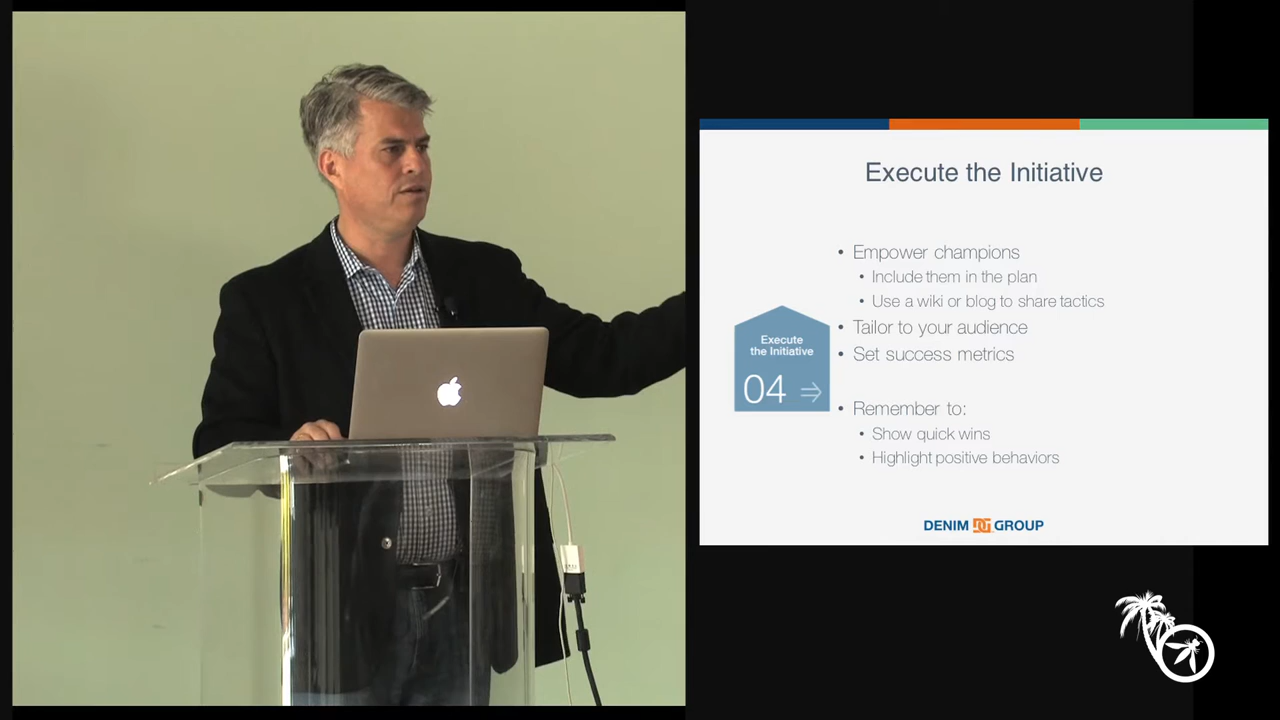 Execute the Initiative
• Empower champions
• Include them in the plan
• Use a wiki or blog to share tactics
• Tailor to your audience
• Set success metrics
Execute
the Initiative
04
• Remember to:
• Show quick wins
• Highlight positive behaviors
DENIM GROUP